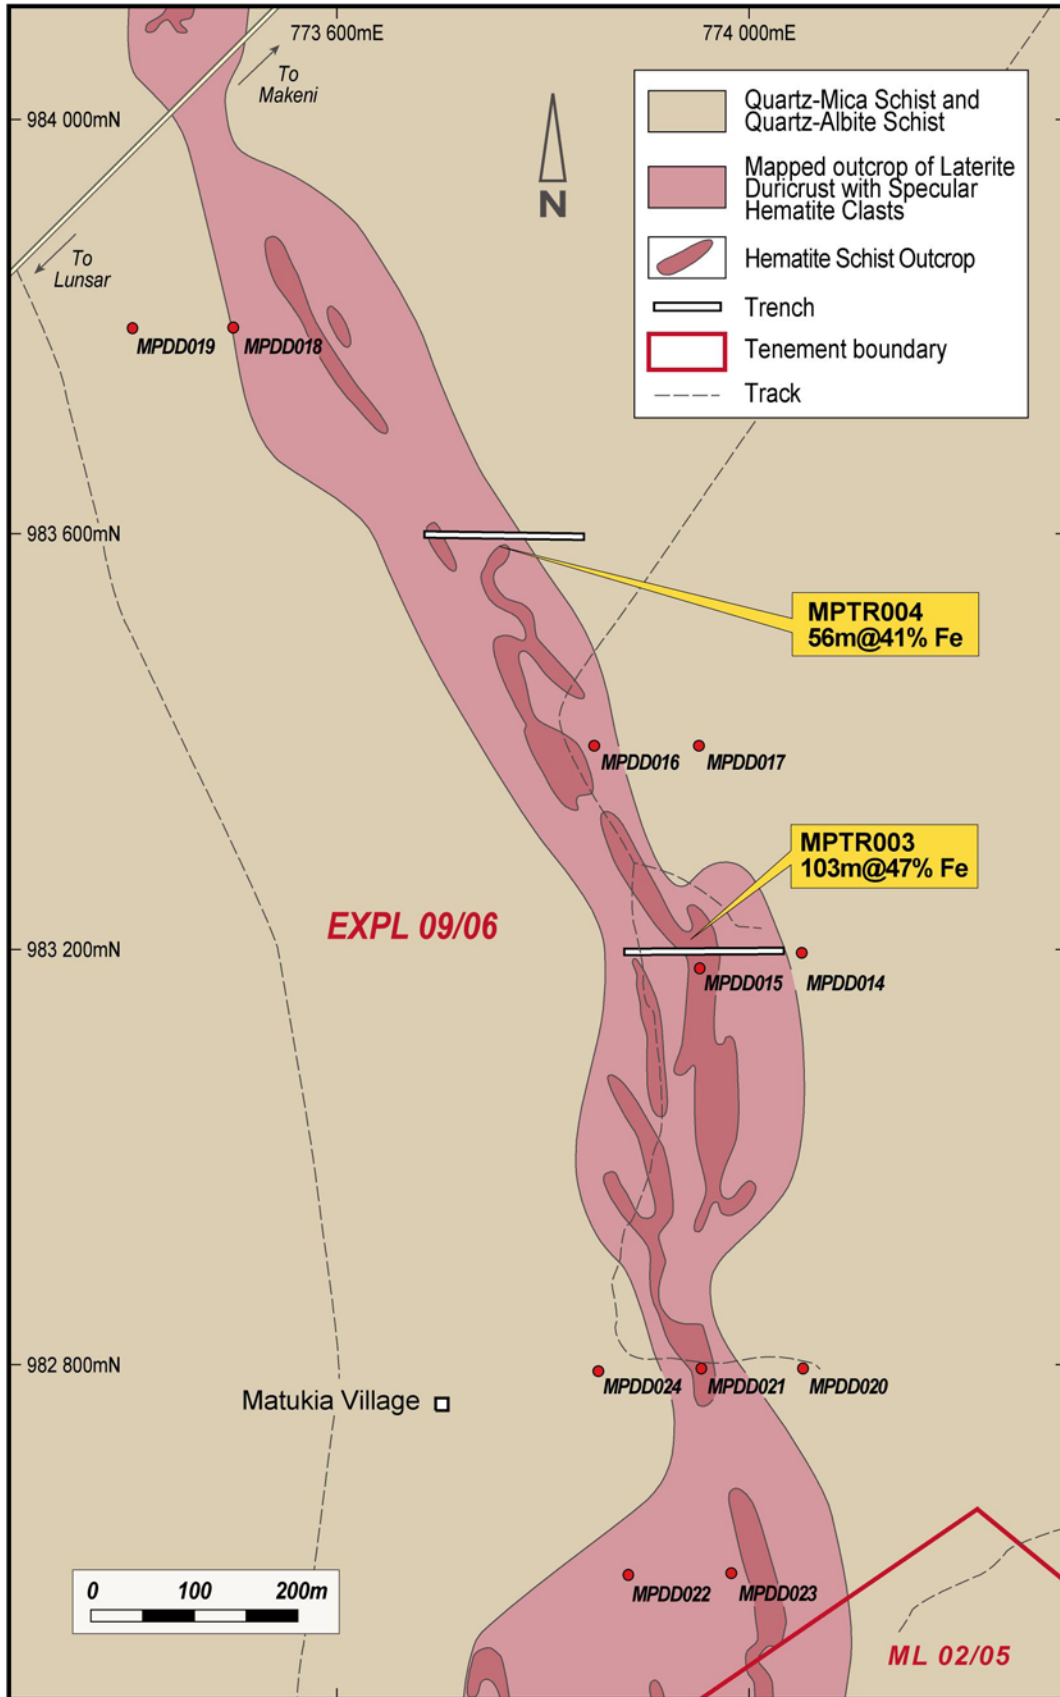 773 600mE
774 000mE
To
Makeni
984 000mN
Quartz-Mica Schist and
Quartz-Albite Schist
Mapped outcrop of Laterite
Duricrust with Specular
Hematite Clasts
Hematite Schist Outcrop
Trench
Tenement boundary
Track
N
To
Lunsar
MPDD019
MPDD018
983 600mN
MPTR004
56m@41% Fe
MPDD016
MPDD017
MPTR003
103m@47% Fe
EXPL 09/06
983 200mN
MPDD015
MPDD014
982 800mN
MPDD024
MPDD021
MPDD020
Matukia Village
0 100 200m
MPDD022
MPDD023
ML 02/05